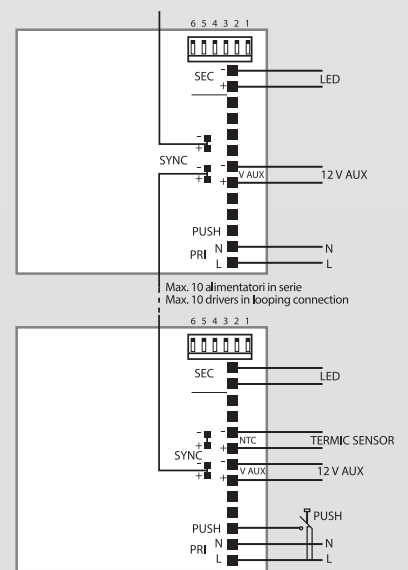 6 5 4 3 2 1
SEC - LED
+
-
+
SYNC
-
+
- V AUX 12 V AUX
+
PUSH
PRI N N
L L
Max. 10 alimentatori in serie
Max. 10 drivers in looping connection
6 5 4 3 2 1
SEC LED
-
+
- NTC TERMIC SENSOR
+
SYNC
-
+
- V AUX 12 V AUX
+
PUSH PUSH
PRI N N
L L